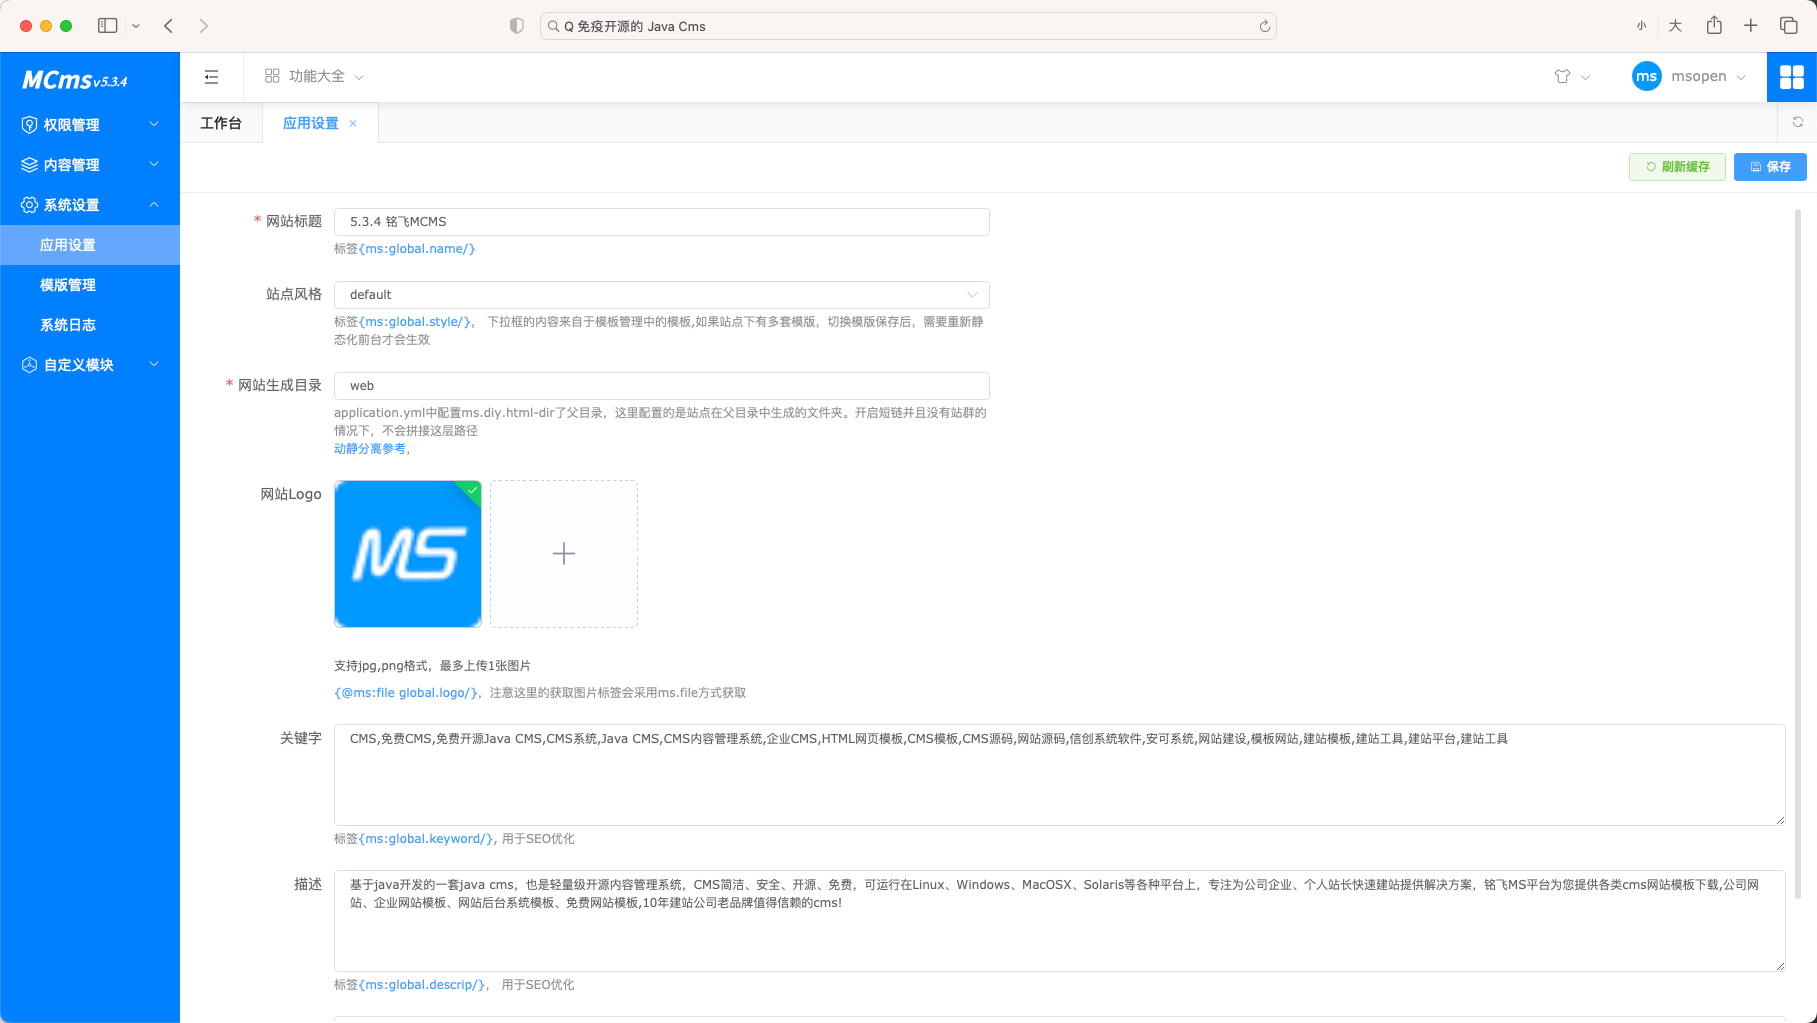 Q 免疫开源的 Java Cms
小
大
MCms v5.3.4
功能大全
ms
msopen
权限管理
内容管理
系统设置
应用设置
模版管理
系统日志
自定义模块
工作台
应用设置
刷新缓存
保存
* 网站标题
5.3.4 铭飞MCMS
标签{ms:global.name/}
站点风格
default
标签{ms:global.style/}， 下拉框的内容来自于模板管理中的模板,如果站点下有多套模版，切换模版保存后，需要重新静
态化前台才会生效
* 网站生成目录
web
application.yml中配置ms.diy.html-dir了父目录，这里配置的是站点在父目录中生成的文件夹。开启短链并且没有站群的
情况下，不会拼接这层路径
动静分离参考，
网站Logo
MS
支持jpg,png格式，最多上传1张图片
{@ms:file global.logo/}，注意这里的获取图片标签会采用ms.file方式获取
关键字
CMS,免费CMS,免费开源Java CMS,CMS系统,Java CMS,CMS内容管理系统,企业CMS,HTML网页模板,CMS模板,CMS源码,网站源码,信创系统软件,安可系统,网站建设,模板网站,建站模板,建站工具,建站平台,建站工具
标签{ms:global.keyword/}, 用于SEO优化
描述
基于java开发的一套java cms，也是轻量级开源内容管理系统，CMS简洁、安全、开源、免费，可运行在Linux、Windows、MacOSX、Solaris等各种平台上，专注为公司企业、个人站长快速建站提供解决方案，铭飞MS平台为您提供各类cms网站模板下载,公司网
站、企业网站模板、网站后台系统模板、免费网站模板,10年建站公司老品牌值得信赖的cms!
标签{ms:global.descrip/}， 用于SEO优化